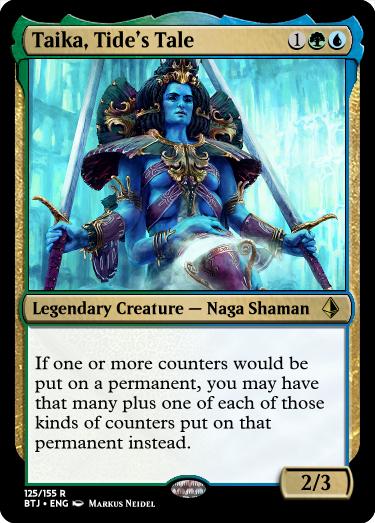 Taika, Tide's Tale 1
Legendary Creature — Naga Shaman
If one or more counters would be
put on a permanent, you may have
that many plus one of each of those
kinds of counters put on that
permanent instead.
2/3
125/155 R
BTJ • ENG Markus Neidel